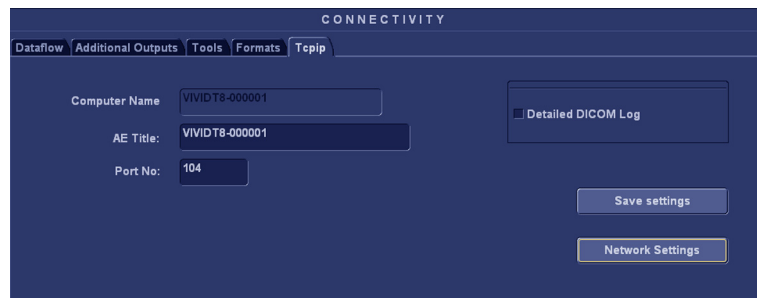 CONNECTIVITY
Dataflow Additional Outputs Tools Formats Tcpip
Computer Name VIVIDT8-000001
Detailed DICOM Log
AE Title: VIVIDT8-000001
Port No: 104
Save settings
Network Settings